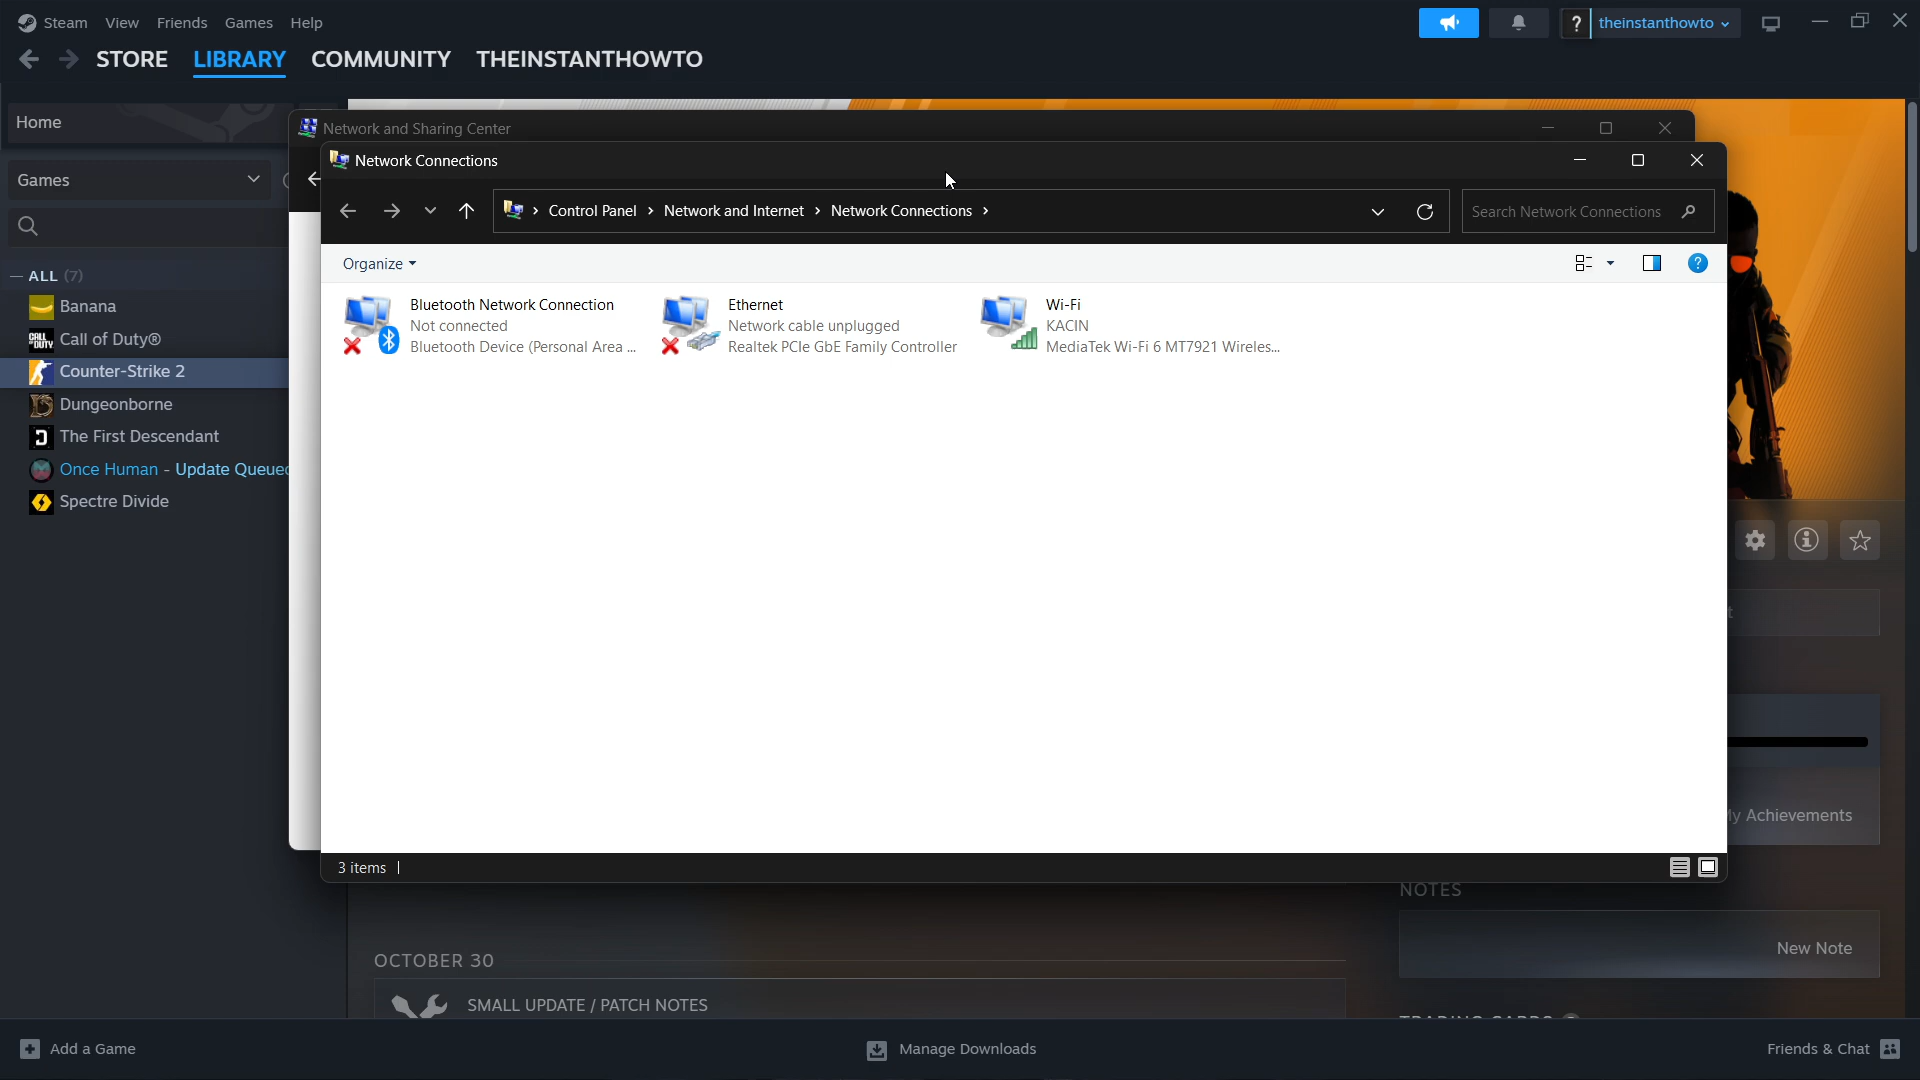 Steam View Friends Games Help
? theinstanthowto
STORE LIBRARY COMMUNITY THEINSTANTHOWTO
Home
Games
ALL (7)
Banana
Call of Duty®
Counter-Strike 2
Dungeonborne
The First Descendant
Once Human - Update Queued
Spectre Divide
Network and Sharing Center
Network Connections
Control Panel > Network and Internet > Network Connections >
Search Network Connections
Organize
?
Bluetooth Network Connection
Not connected
Bluetooth Device (Personal Area ...
Ethernet
Network cable unplugged
Realtek PCIe GbE Family Controller
Wi-Fi
KACIN
MediaTek Wi-Fi 6 MT7921 Wireles...
3 items
My Achievements
NOTES
New Note
OCTOBER 30
SMALL UPDATE / PATCH NOTES
Add a Game
Manage Downloads
Friends & Chat